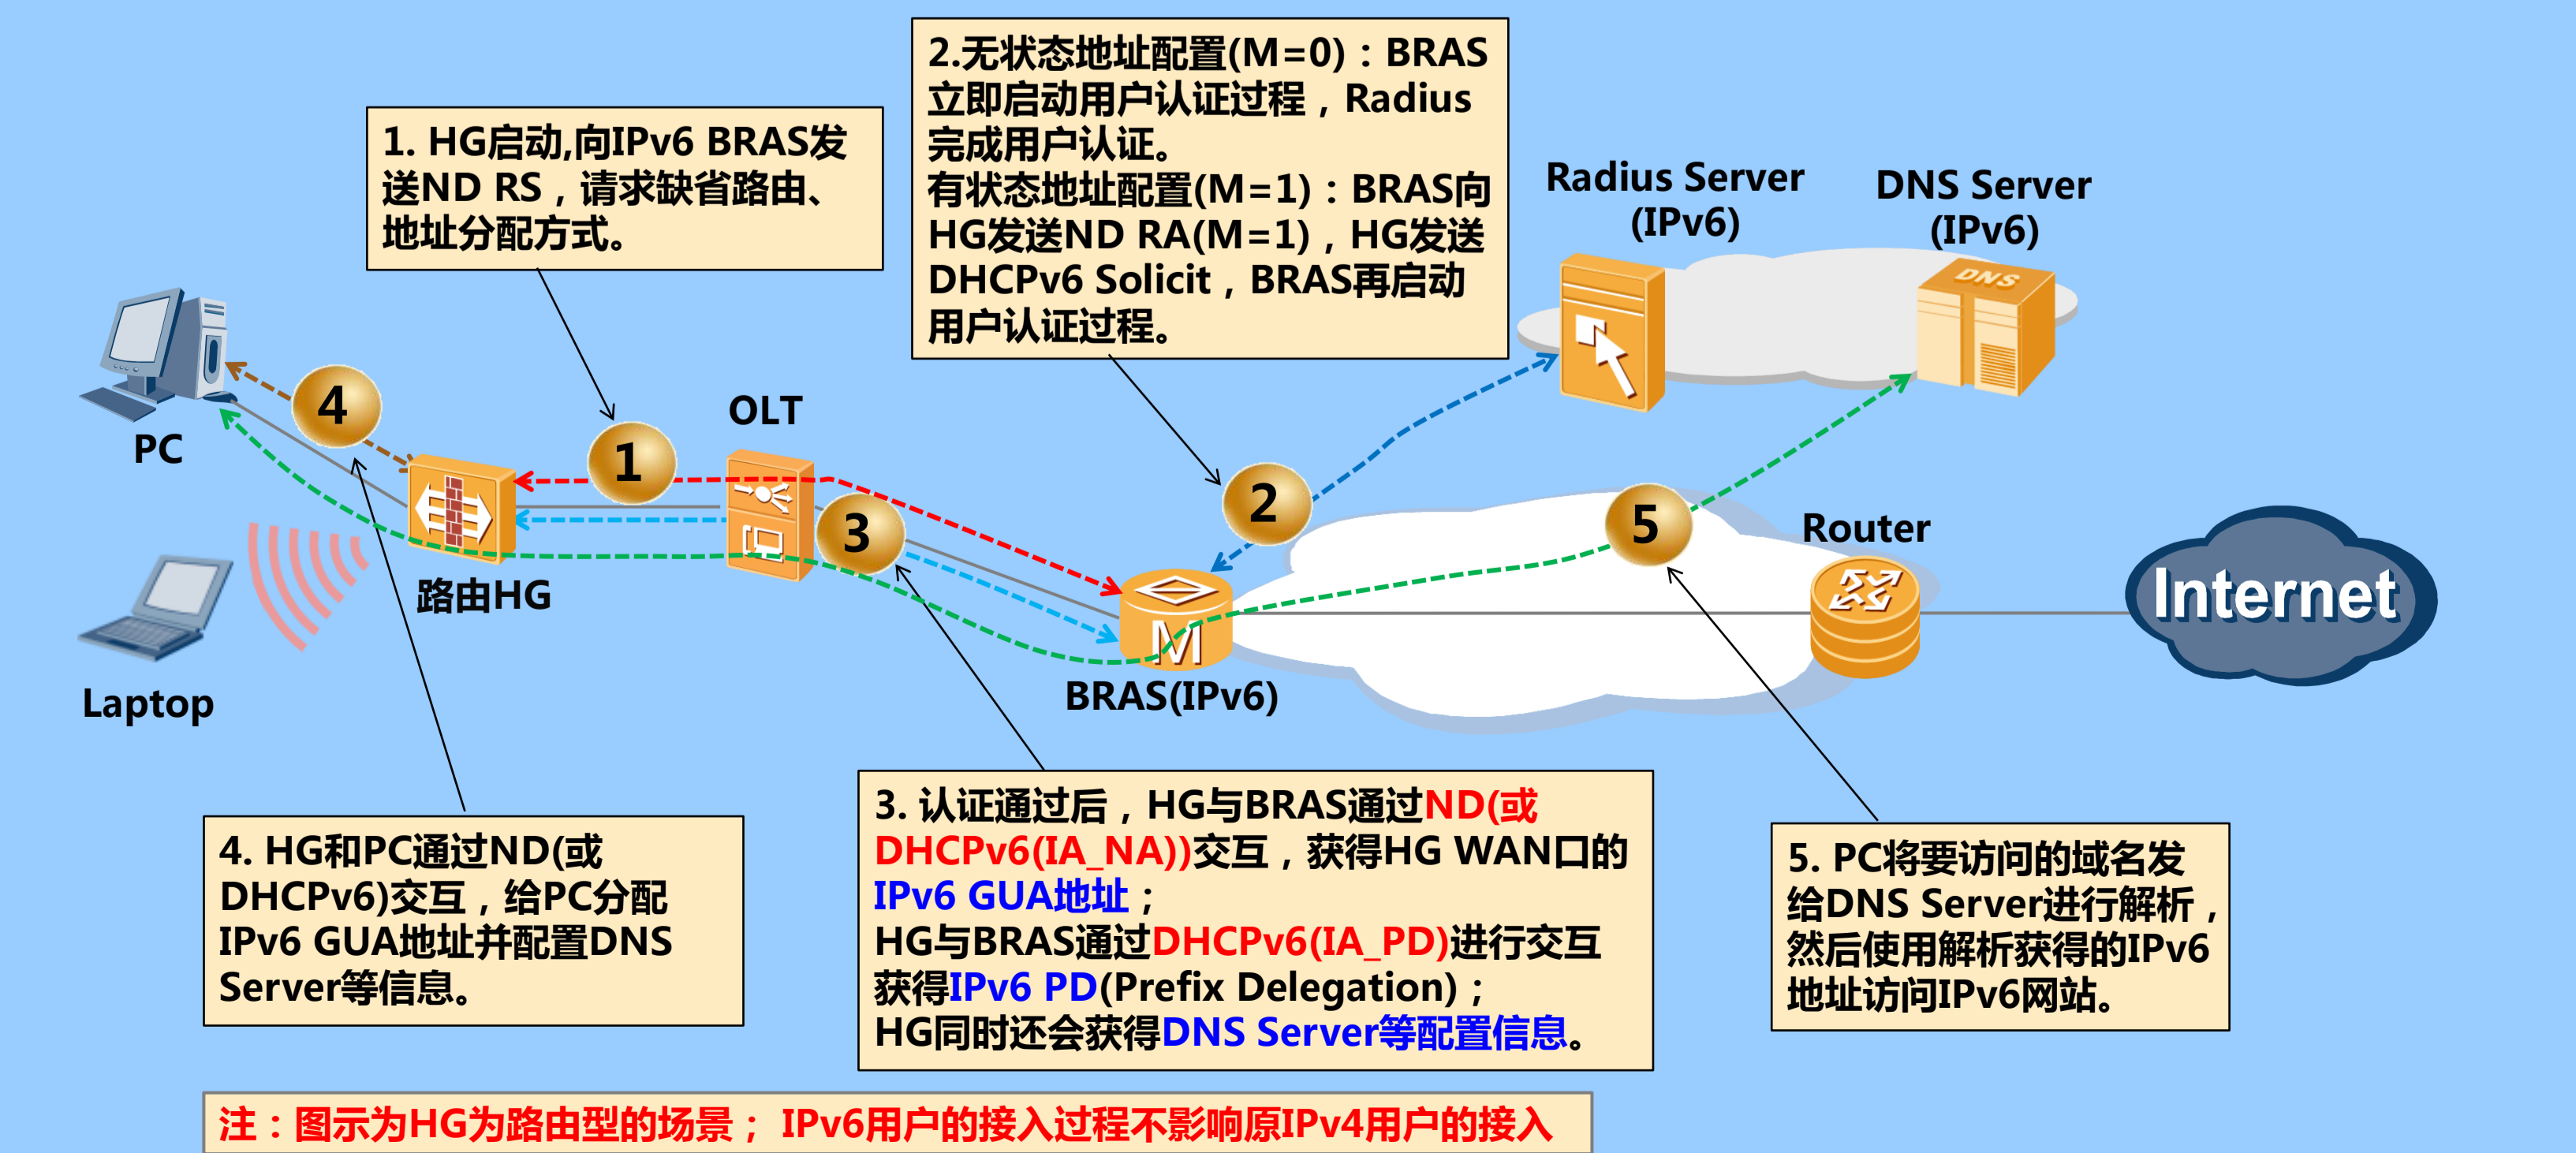 2.无状态地址配置(M=0)：BRAS
立即启动用户认证过程，Radius
完成用户认证。
有状态地址配置(M=1)：BRAS向
HG发送ND RA(M=1)，HG发送
DHCPv6 Solicit，BRAS再启动
用户认证过程。
1. HG启动,向IPv6 BRAS发
送ND RS，请求缺省路由、
地址分配方式。
Radius Server
(IPv6)
DNS Server
(IPv6)
DNS
4
PC
OLT
1
3
2
5
Router
Internet
路由HG
Laptop
M
BRAS(IPv6)
4. HG和PC通过ND(或
DHCPv6)交互，给PC分配
IPv6 GUA地址并配置DNS
Server等信息。
3. 认证通过后，HG与BRAS通过ND(或
DHCPv6(IA_NA))交互，获得HG WAN口的
IPv6 GUA地址；
HG与BRAS通过DHCPv6(IA_PD)进行交互
获得IPv6 PD(Prefix Delegation)；
HG同时还会获得DNS Server等配置信息。
5. PC将要访问的域名发
给DNS Server进行解析，
然后使用解析获得的IPv6
地址访问IPv6网站。
注：图示为HG为路由型的场景； IPv6用户的接入过程不影响原IPv4用户的接入